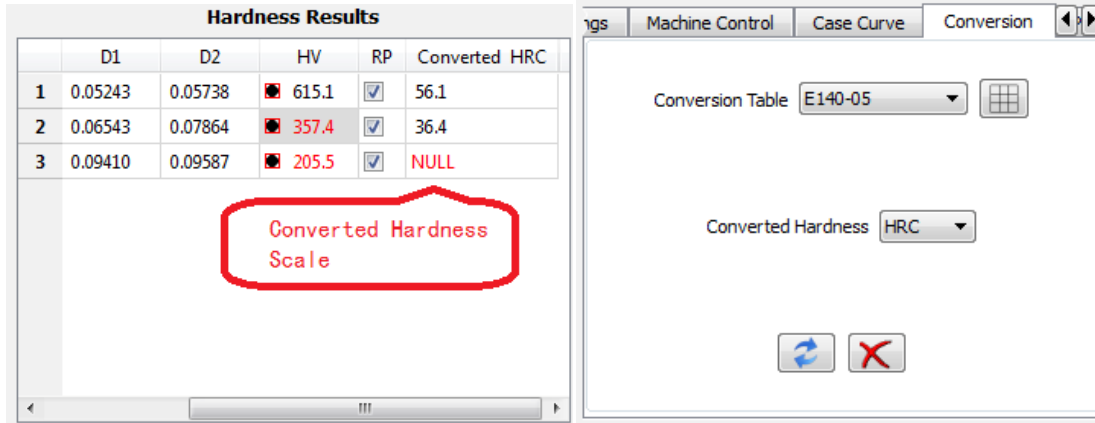 Hardness Results
D1 D2 HV RP Converted HRC
1 0.05243 0.05738 615.1 56.1
2 0.06543 0.07864 357.4 36.4
3 0.09410 0.09587 205.5 NULL
Converted Hardness
Scale
ngs Machine Control Case Curve Conversion
Conversion Table E140-05
Converted Hardness HRC